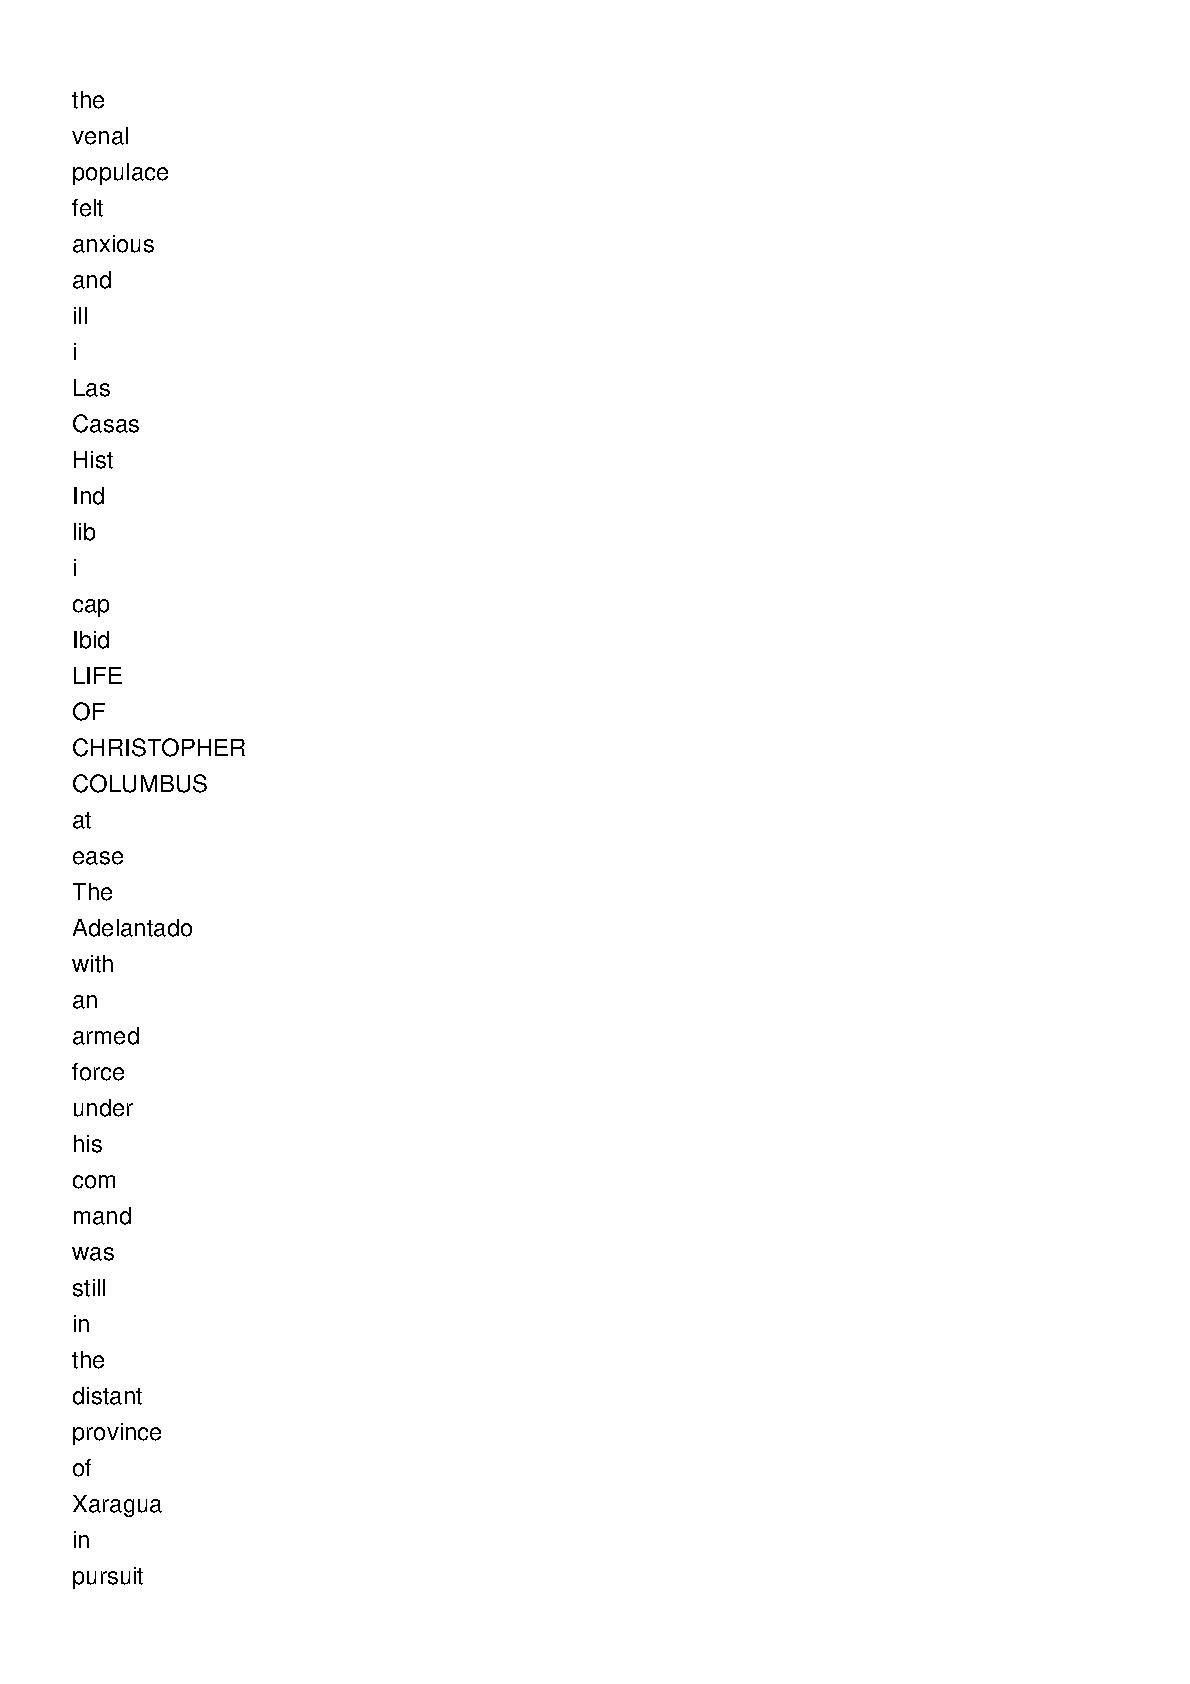 the
venal
populace
felt
anxious
and
ill
i
Las
Casas
Hist
Ind
lib
i
cap
Ibid
LIFE
OF
CHRISTOPHER
COLUMBUS
at
ease
The
Adelantado
with
an
armed
force
under
his
com
mand
was
still
in
the
distant
province
of
Xaragua
in
pursuit